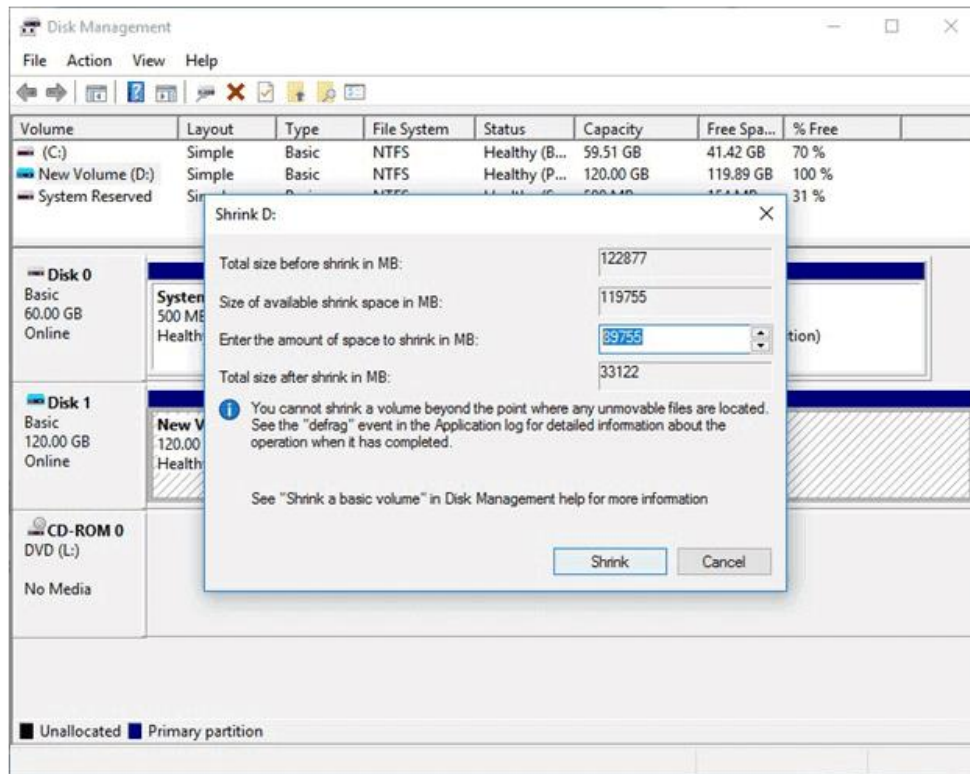 Disk Management
File Action View Help
Volume Layout Type File System Status Capacity Free Spa... % Free
(C:) Simple Basic NTFS Healthy (B... 59.51 GB 41.42 GB 70 %
New Volume (D:) Simple Basic NTFS Healthy (P... 120.00 GB 119.89 GB 100 %
System Reserved 31 %
Shrink D:
Total size before shrink in MB: 122877
Size of available shrink space in MB: 119755
Enter the amount of space to shrink in MB: 89755
Total size after shrink in MB: 33122
You cannot shrink a volume beyond the point where any unmovable files are located.
See the "defrag" event in the Application log for detailed information about the
operation when it has completed.
See "Shrink a basic volume" in Disk Management help for more information
Shrink Cancel
Disk 0
Basic
60.00 GB
Online
System
500 MB
Health
tion)
Disk 1
Basic
120.00 GB
Online
New V
120.00
Health
CD-ROM 0
DVD (L:)
No Media
Unallocated Primary partition